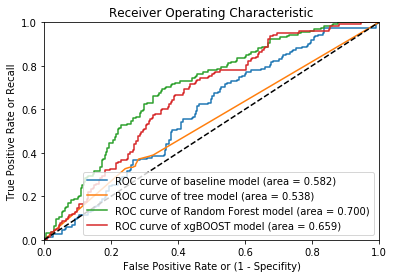 Receiver Operating Characteristic
True Positive Rate or Recall
1.0
0.8
0.6
0.4
0.2
0.0
ROC curve of baseline model (area = 0.582)
ROC curve of tree model (area = 0.538)
ROC curve of Random Forest model (area = 0.700)
ROC curve of xgBOOST model (area = 0.659)
0.0 0.2 0.4 0.6 0.8 1.0
False Positive Rate or (1 - Specifity)